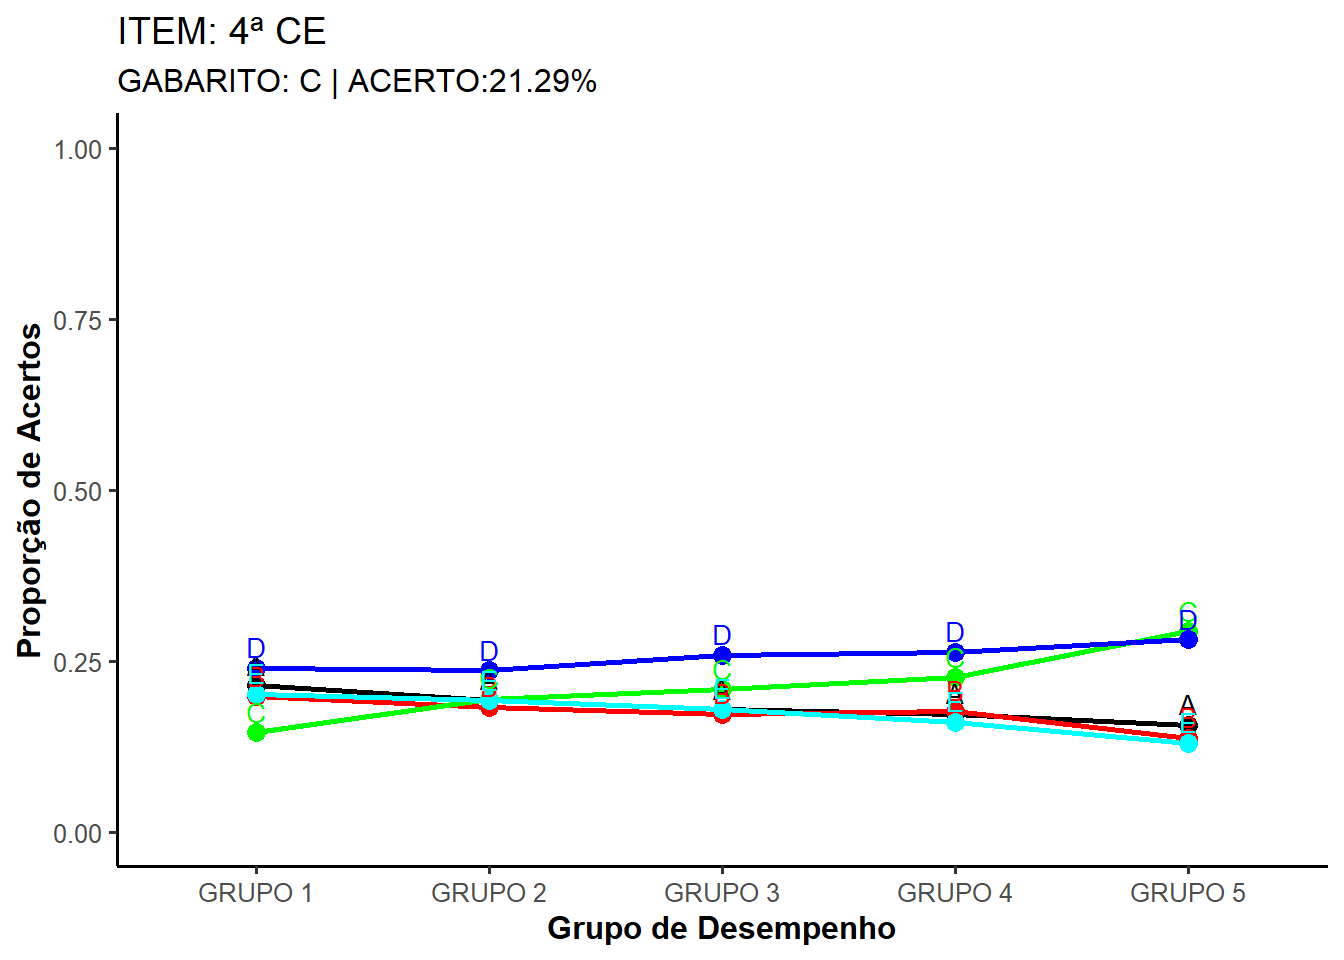 ITEM: 4ª CE
GABARITO: C | ACERTO:21.29%
1.00
0.75
0.50
0.25
0.00
Proporção de Acertos
D
D
D
D
C
D
C
C
C
A
C
GRUPO 1
GRUPO 2
GRUPO 3
GRUPO 4
GRUPO 5
Grupo de Desempenho